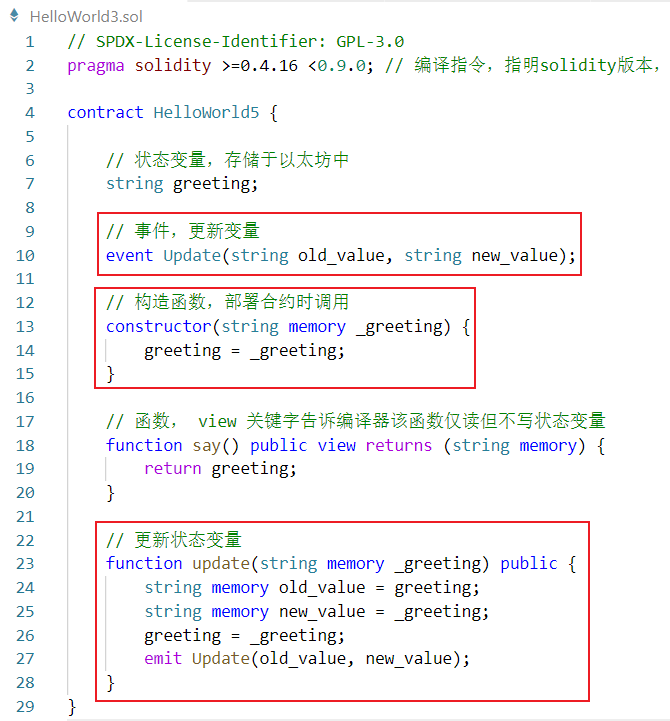 HelloWorld3.sol
1 // SPDX-License-Identifier: GPL-3.0
2 pragma solidity >=0.4.16 <0.9.0; // 编译指令，指明solidity版本，
3
4 contract HelloWorld5 {
5
6 // 状态变量，存储于以太坊中
7 string greeting;
8
9 // 事件，更新变量
10 event Update(string old_value, string new_value);
11
12 // 构造函数，部署合约时调用
13 constructor(string memory _greeting) {
14 greeting = _greeting;
15 }
16
17 // 函数， view 关键字告诉编译器该函数仅读但不写状态变量
18 function say() public view returns (string memory) {
19 return greeting;
20 }
21
22 // 更新状态变量
23 function update(string memory _greeting) public {
24 string memory old_value = greeting;
25 string memory new_value = _greeting;
26 greeting = _greeting;
27 emit Update(old_value, new_value);
28 }
29 }